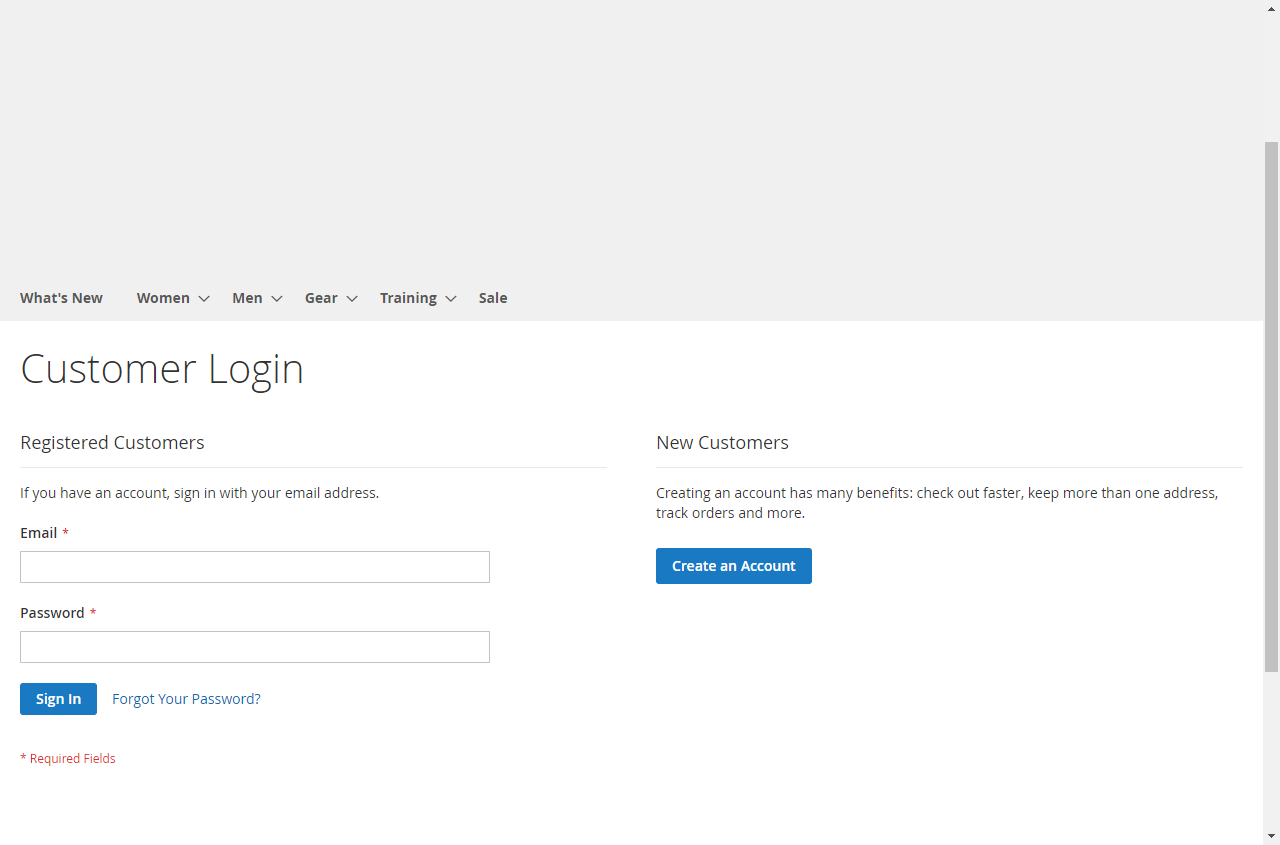 What's New Women Men Gear Training Sale
Customer Login
Registered Customers
If you have an account, sign in with your email address.
Email *
Password *
Sign In Forgot Your Password?
* Required Fields
New Customers
Creating an account has many benefits: check out faster, keep more than one address,
track orders and more.
Create an Account